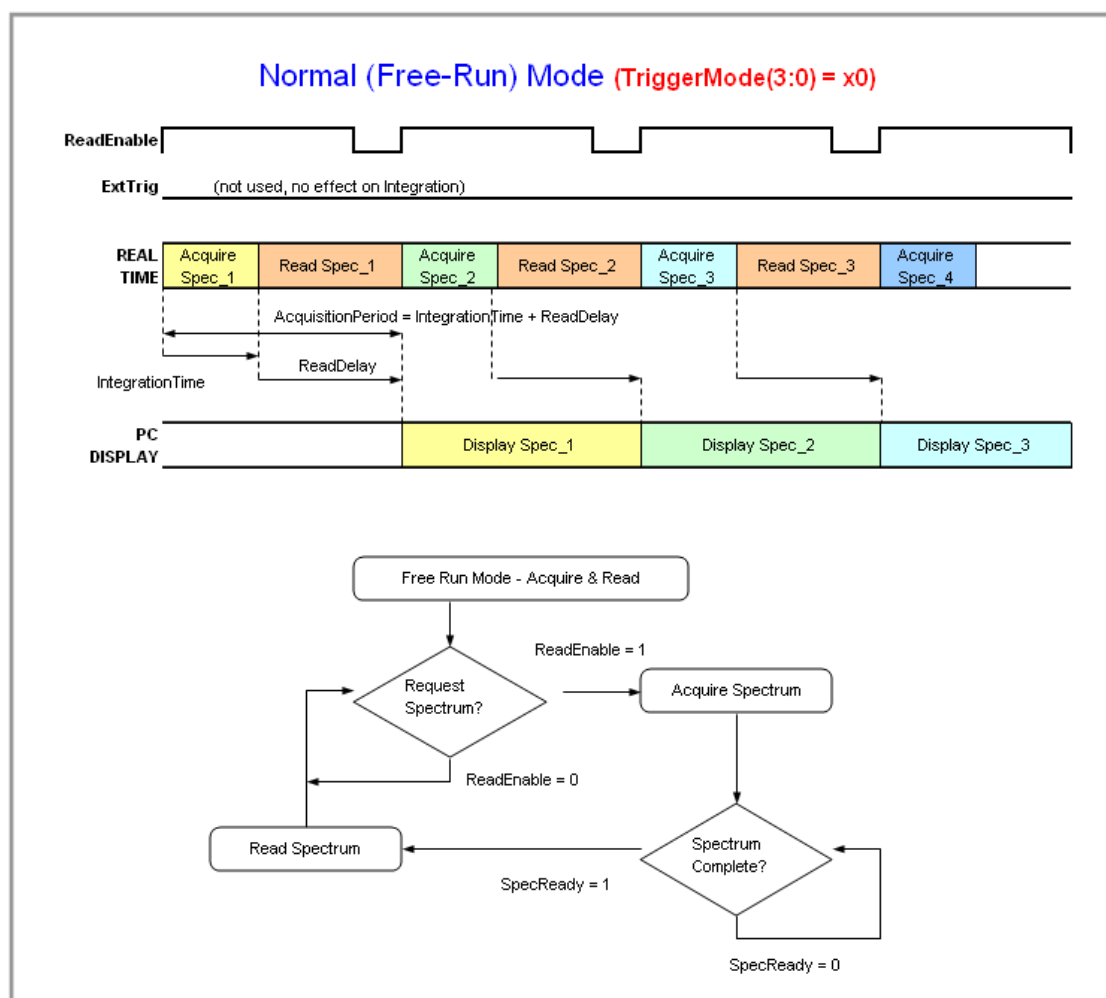 Normal (Free-Run) Mode (TriggerMode(3:0) = x0)
ReadEnable
ExtTrig
(not used, no effect on Integration)
REAL
TIME
Acquire
Spec_1
Read Spec_1
Acquire
Spec_2
Read Spec_2
Acquire
Spec_3
Read Spec_3
Acquire
Spec_4
AcquisitionPeriod = IntegrationTime + ReadDelay
ReadDelay
IntegrationTime
PC
DISPLAY
Display Spec_1
Display Spec_2
Display Spec_3
Free Run Mode - Acquire & Read
ReadEnable = 1
Request
Spectrum?
Acquire Spectrum
ReadEnable = 0
Read Spectrum
Spectrum
Complete?
SpecReady = 1
SpecReady = 0